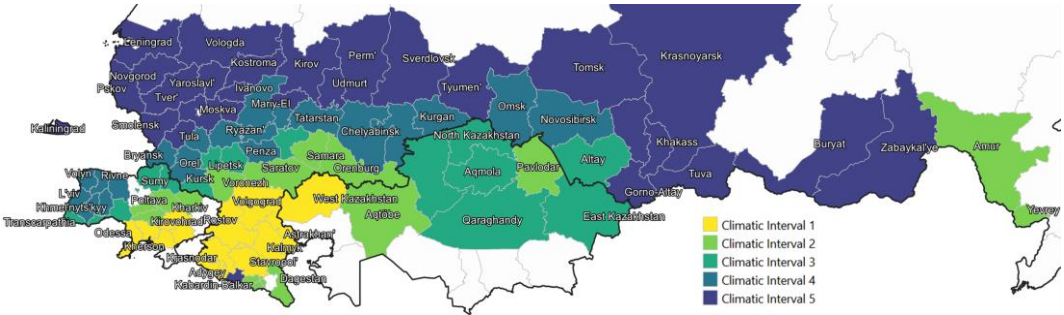 Leningrad
Vologda
Kostroma
Kirov
Perm'
Sverdlovsk
Tomsk
Krasnoyarsk
Novgorod
Pskov
Yaroslavl'
Ivanovo
Udmurt
Tyumen'
Tver'
Moskva
Mariy-El
Tatarstan
Kurgan
Omsk
Novosibirsk
Kaliningrad
Smolensk
Tula
Ryazan'
Chelyabinsk
North Kazakhstan
Khakass
Buryat
Zabaykal'ye
Amur
Bryansk
Orel
Lipetsk
Penza
Samara
Orenburg
Pavlodar
Altay
Tuva
Volyn
Rivne
Sumy
Kursk
Voronezh
Saratov
Aqmola
Gorno-Altay
Yevrey
L'viv
Khmel'nyts'kyy
Poltava
Kharkiv
Volgograd
West Kazakhstan
Aqtöbe
Qaraghandy
East Kazakhstan
Transcarpathia
Kirovohrad
Rostov
Odessa
Kherson
Krasnodar
Astrakhan'
Kalmyk
Stavropol'
Adygey
Kabardin-Balkar
Dagestan
Climatic Interval 1
Climatic Interval 2
Climatic Interval 3
Climatic Interval 4
Climatic Interval 5